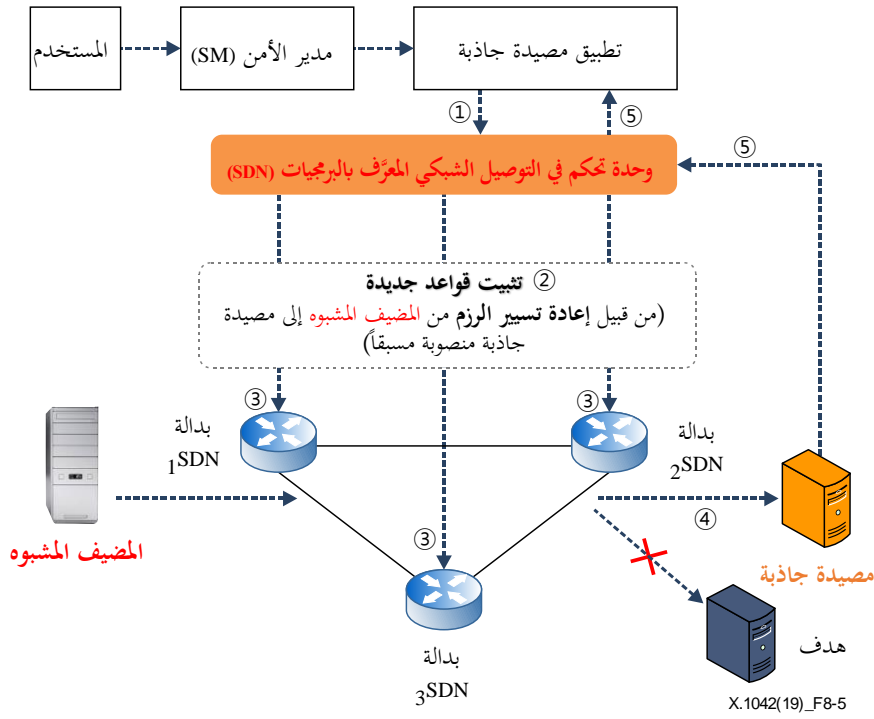 المستخدم
مدير الأمن (SM)
تطبيق مصيدة جاذبة
①
⑤
⑤
وحدة تحكم في التوصيل الشبكي المعرَّف بالبرمجيات (SDN)
② تثبيت قواعد جديدة
(من قبيل إعادة تسيير الرزم من المضيف المشبوه إلى مصيدة
جاذبة منصوبة مسبقاً)
③
③
بدالة
SDN1
بدالة
SDN2
④
③
المضيف المشبوه
مصيدة جاذبة
هدف
بدالة
SDN3
X.1042(19)_F8-5